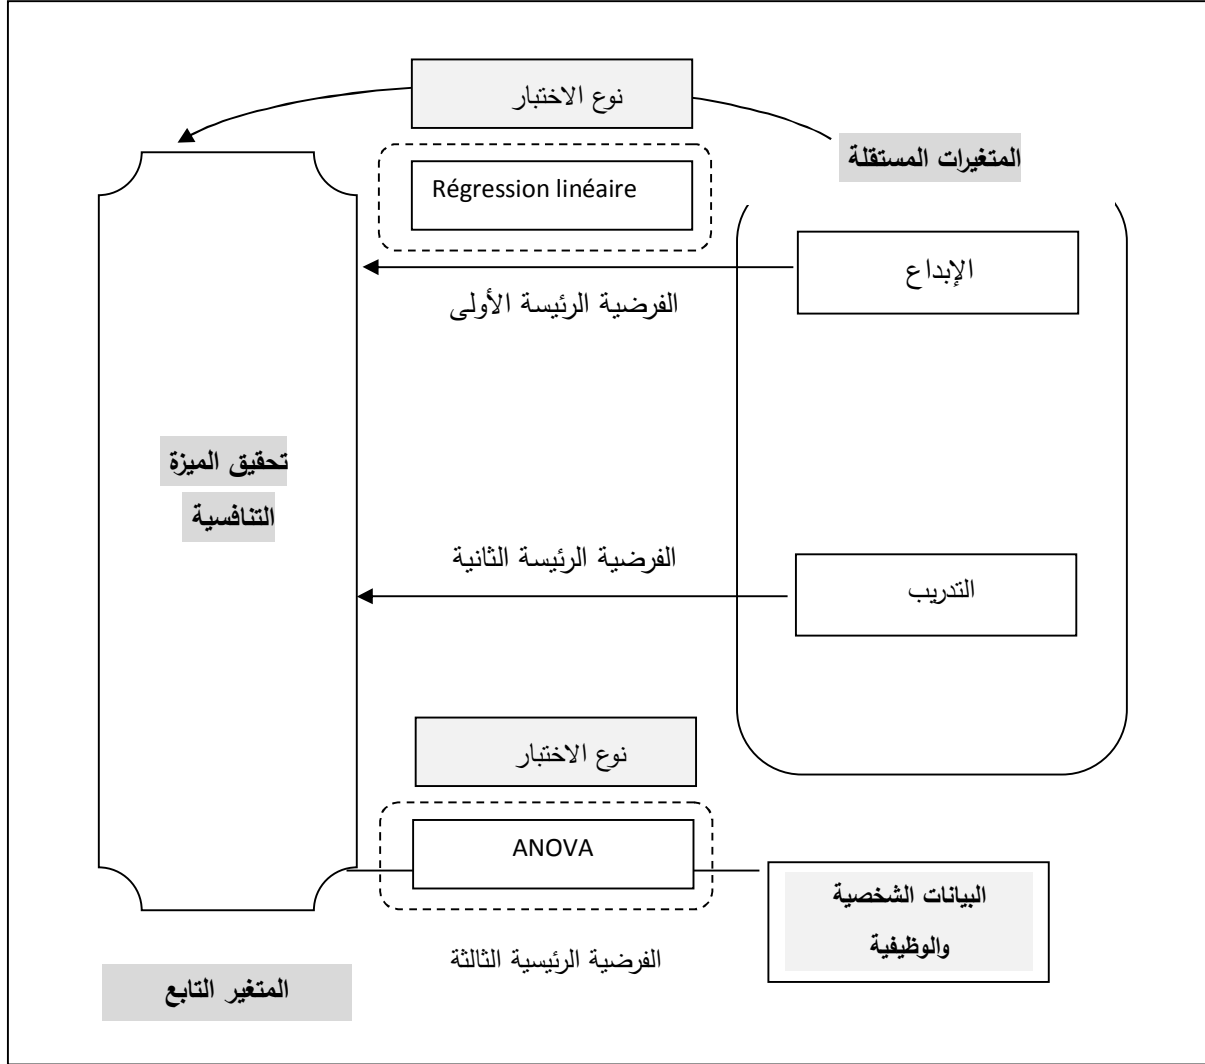 نوع الاختبار
المتغيرات المستقلة
Régression linéaire
الإبداع
الفرضية الرئيسة الأولى
تحقيق الميزة
التنافسية
الفرضية الرئيسة الثانية
التدريب
نوع الاختبار
ANOVA
البيانات الشخصية
والوظيفية
الفرضية الرئيسية الثالثة
المتغير التابع